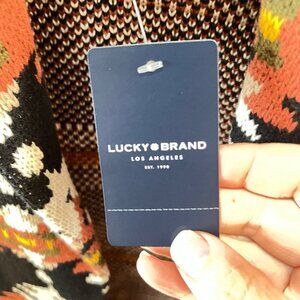 LUCKY BRAND
LOS ANGELES
EST. 1990